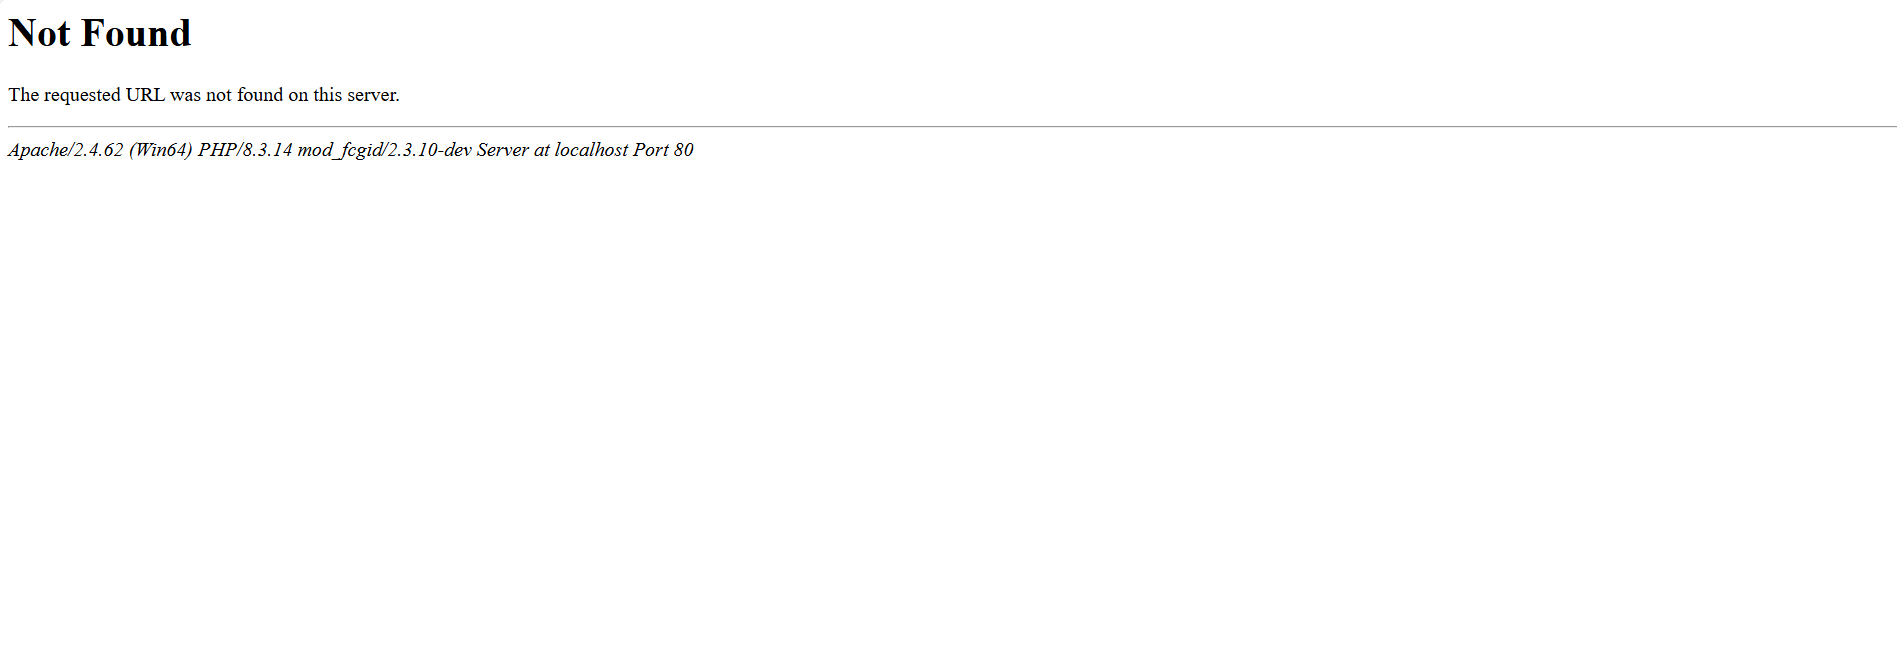 Not Found
The requested URL was not found on this server.
Apache/2.4.62 (Win64) PHP/8.3.14 mod_fcgid/2.3.10-dev Server at localhost Port 80